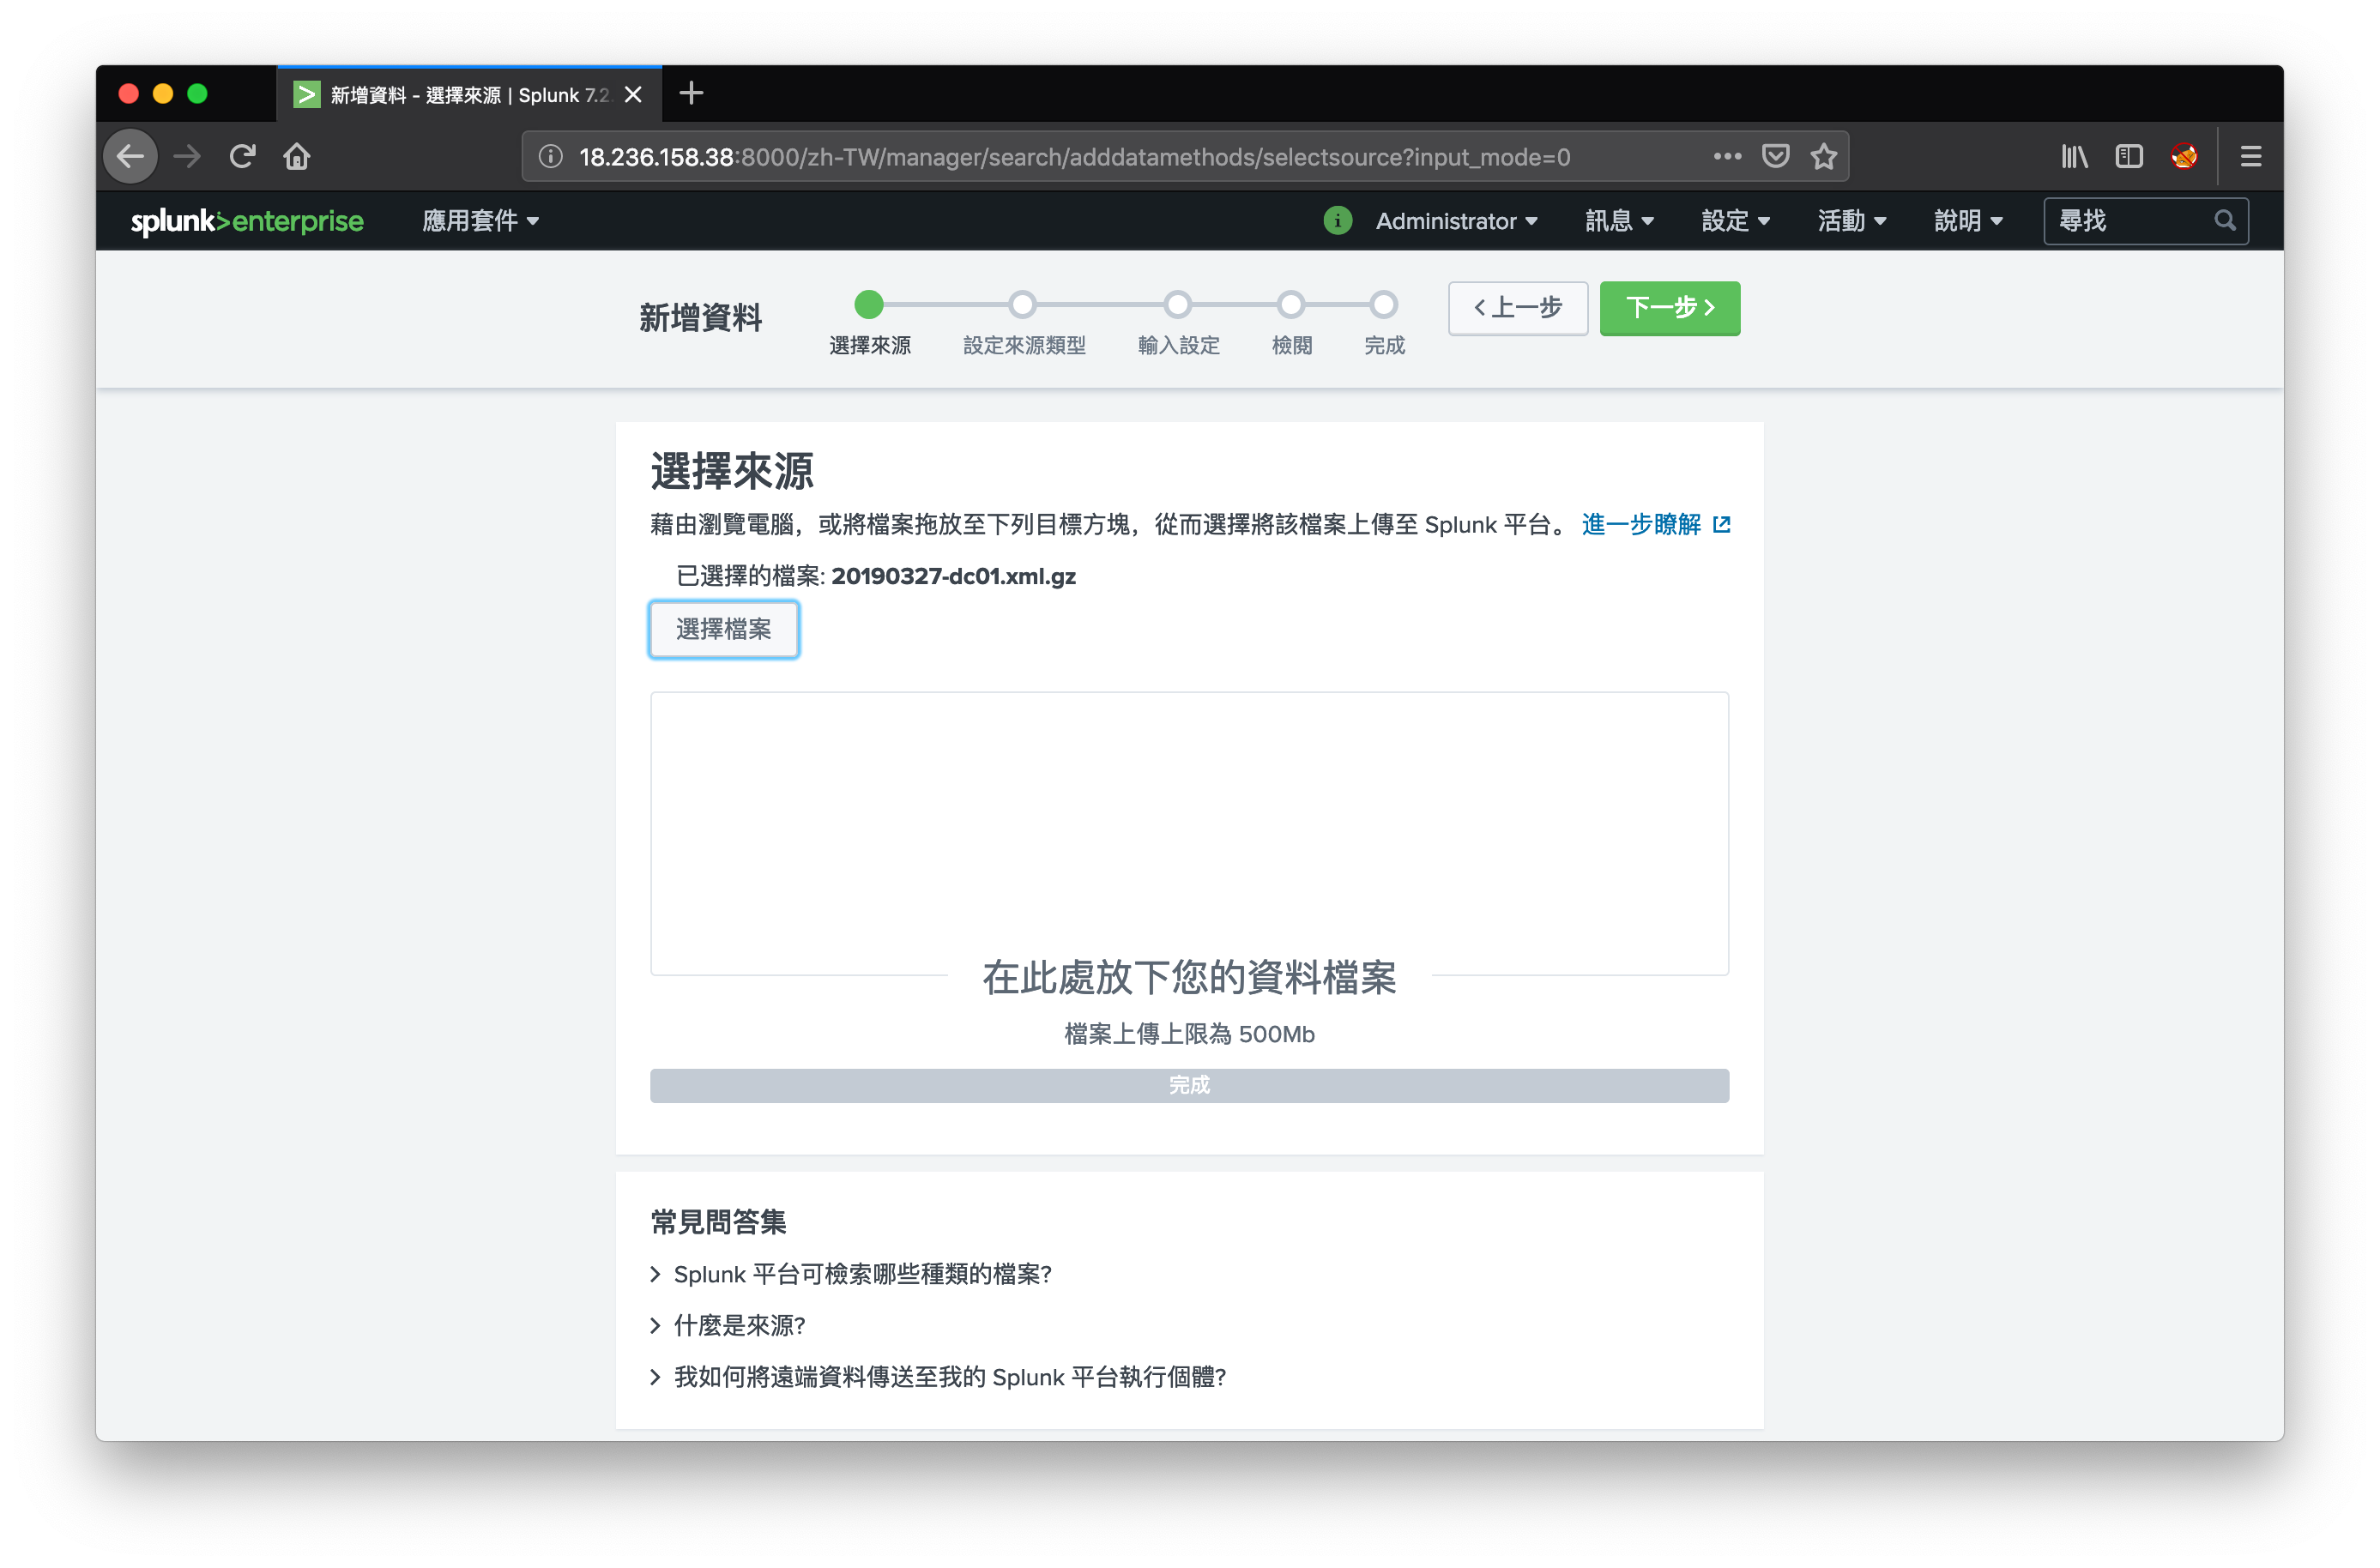 新增資料 - 選擇來源 | Splunk 7.2.
18.236.158.38:8000/zh-TW/manager/search/adddatamethods/selectsource?input_mode=0
splunk>enterprise 應用套件 i Administrator 訊息 設定 活動 說明 尋找
新增資料 選擇來源 設定來源類型 輸入設定 檢閱 完成 <上一步 下一步>
選擇來源
藉由瀏覽電腦，或將檔案拖放至下列目標方塊，從而選擇將該檔案上傳至 Splunk 平台。 進一步瞭解
已選擇的檔案: 20190327-dc01.xml.gz
選擇檔案
在此處放下您的資料檔案
檔案上傳上限為 500Mb
完成
常見問答集
> Splunk 平台可檢索哪些種類的檔案?
> 什麼是來源?
> 我如何將遠端資料傳送至我的 Splunk 平台執行個體?